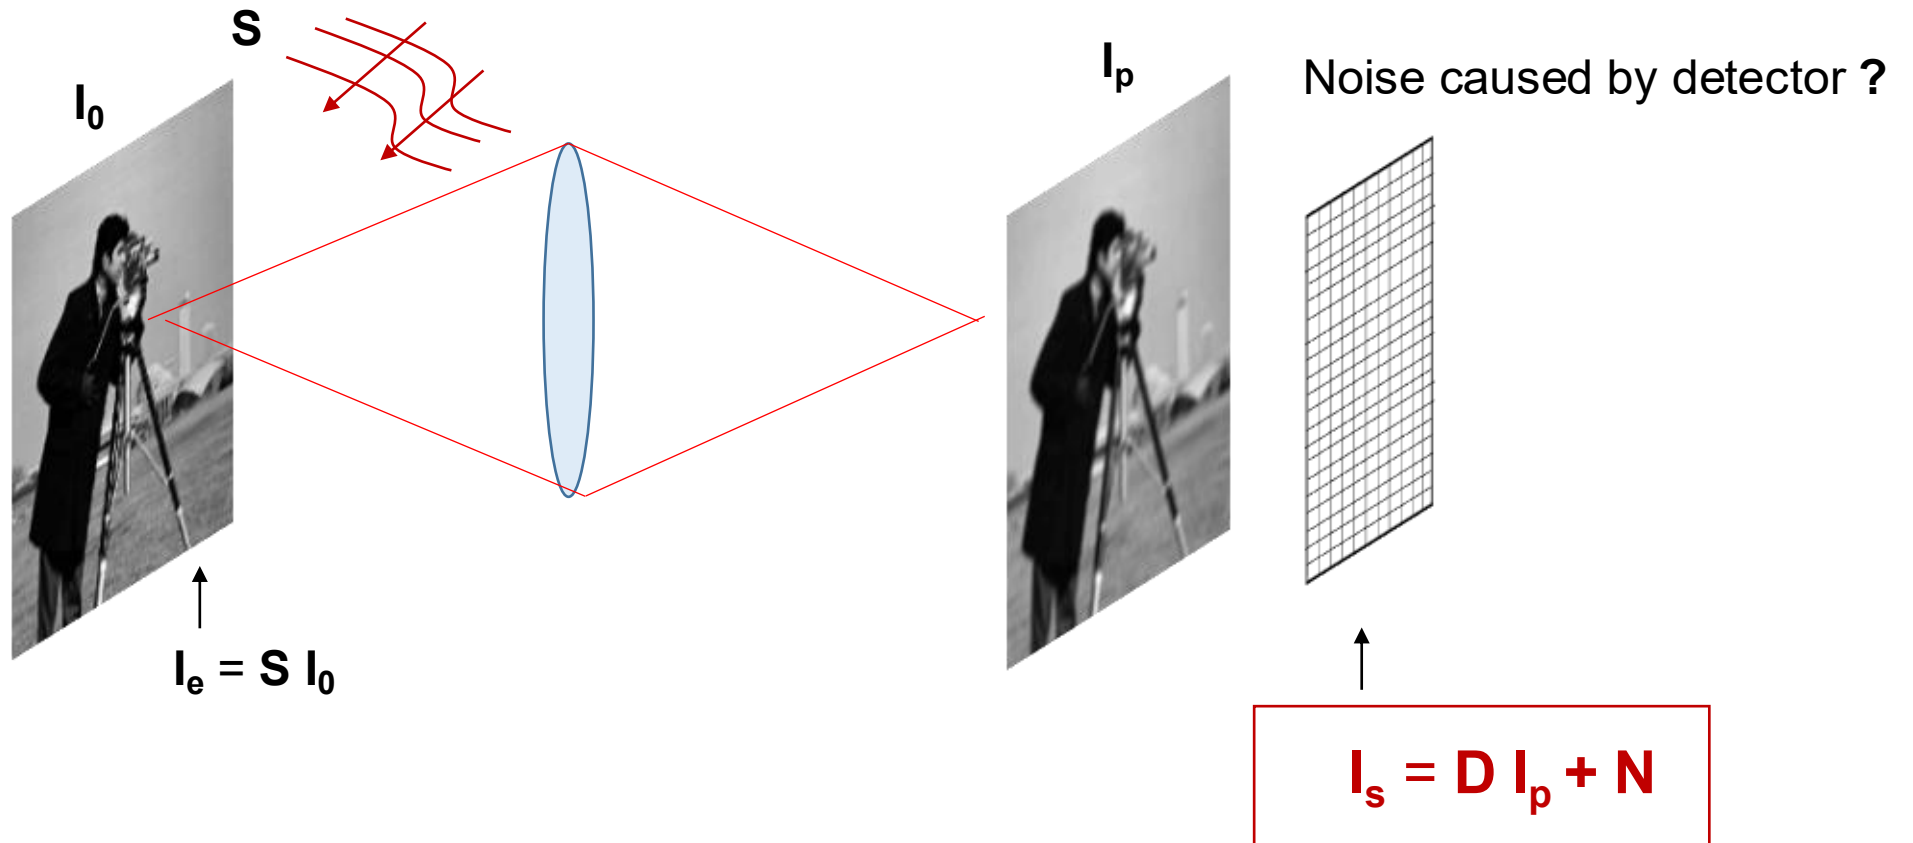 S
I₀
Iₚ
Noise caused by detector ?
Iₑ = S I₀
Iₛ = D Iₚ + N